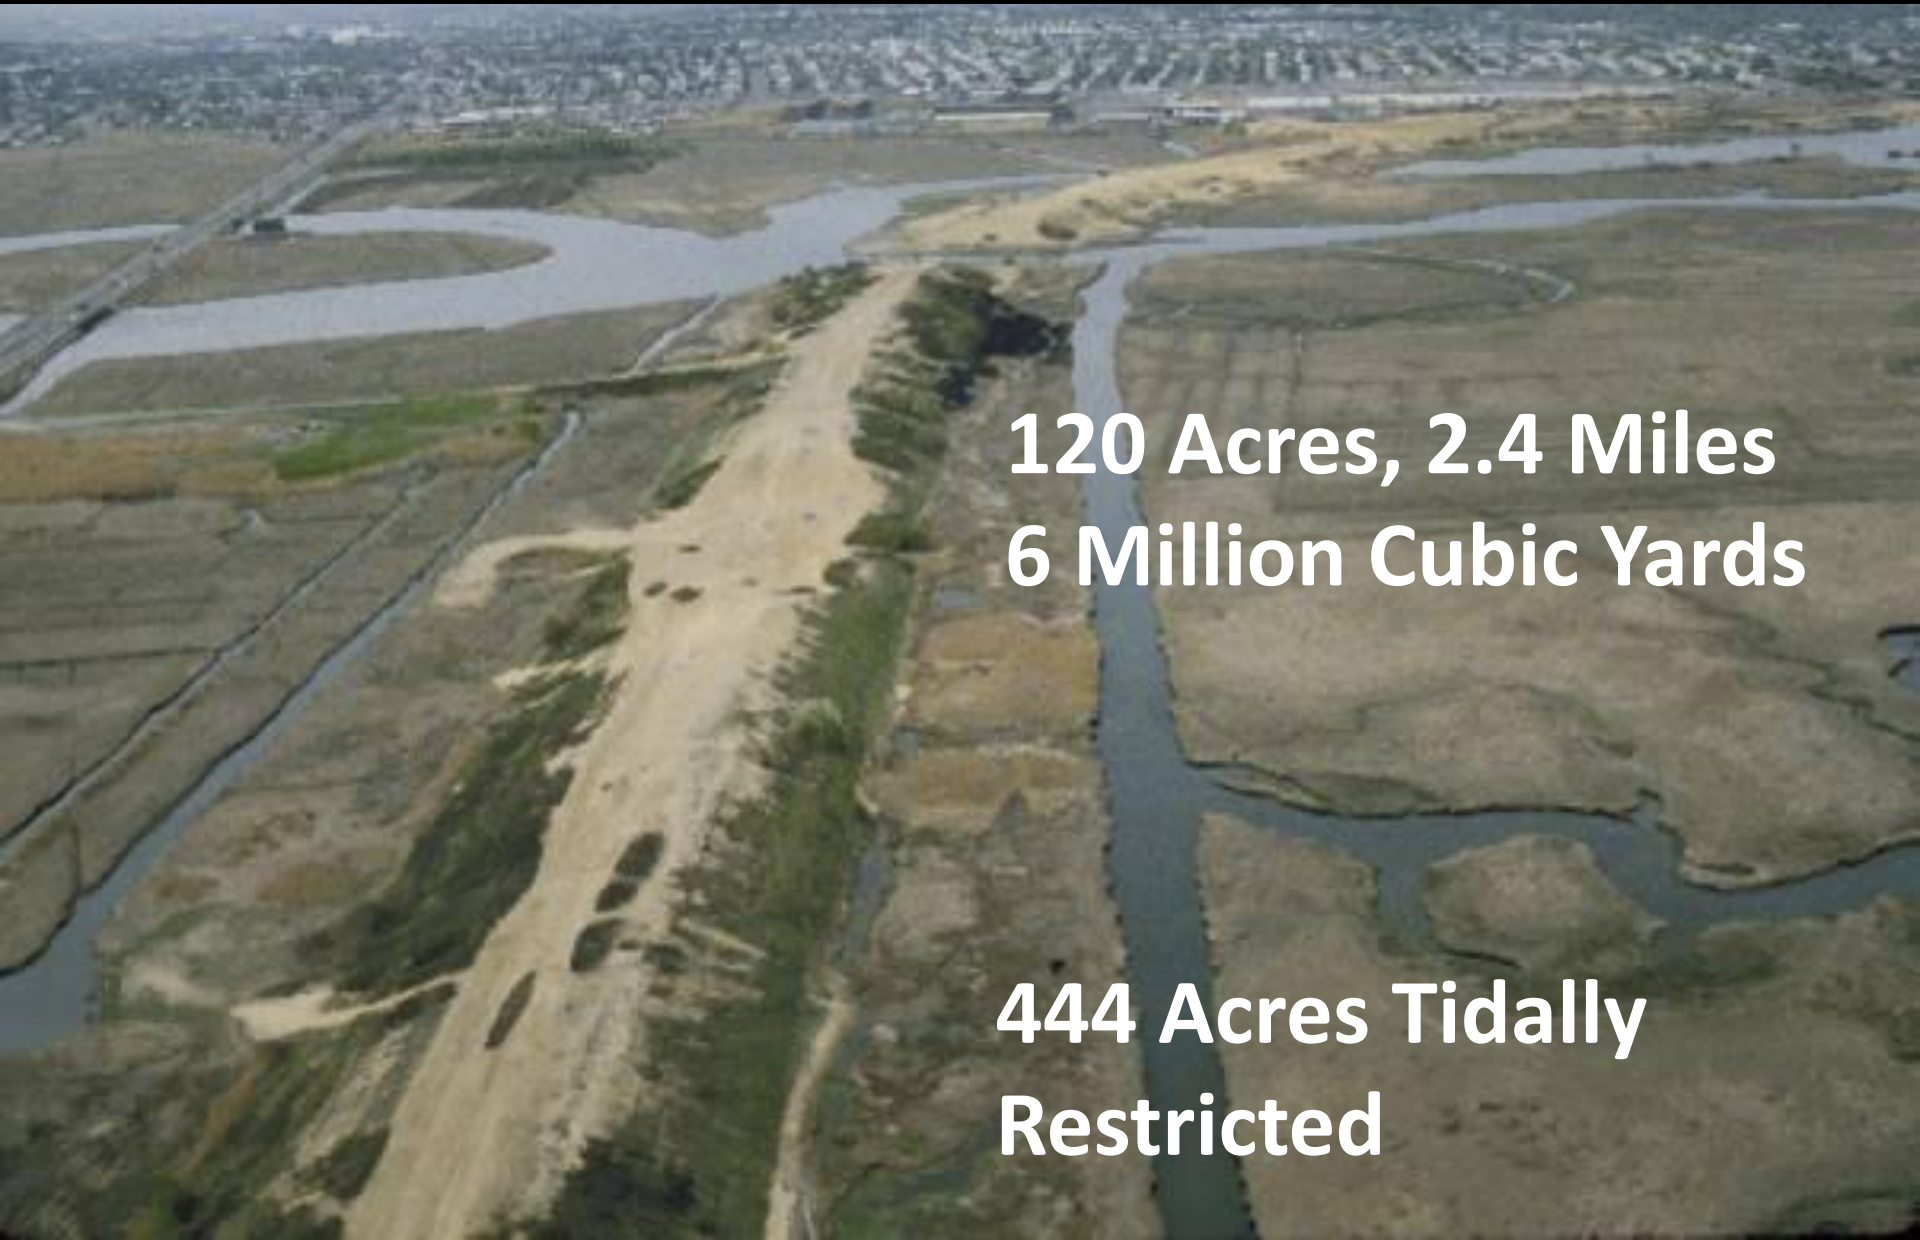 120 Acres, 2.4 Miles
6 Million Cubic Yards
444 Acres Tidally
Restricted